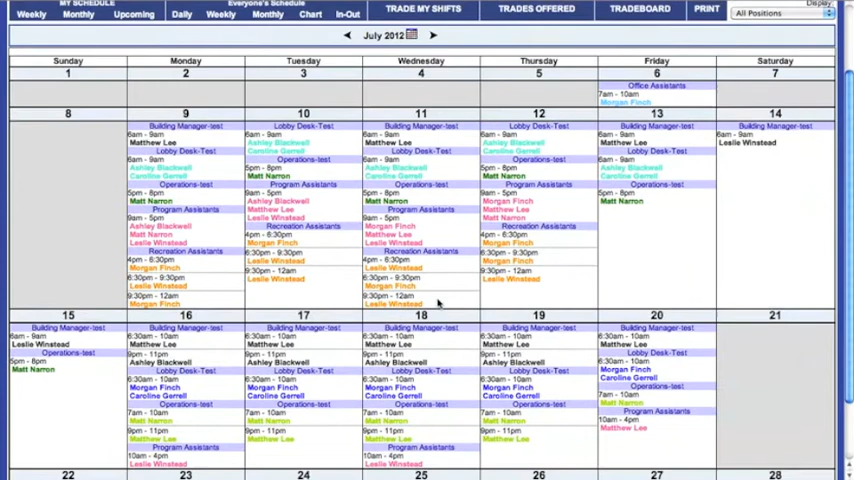 MY SCHEDULE Everyone's Schedule Display:
Weekly Monthly Upcoming Daily Weekly Monthly Chart In-Out TRADE MY SHIFTS TRADES OFFERED TRADEBOARD PRINT All Positions
July 2012
Sunday Monday Tuesday Wednesday Thursday Friday Saturday
1 2 3 4 5 6 7
Office Assistants
7am - 10am
Morgan Finch
8 9 10 11 12 13 14
Building Manager-test
6am - 9am
Matthew Lee
Lobby Desk-Test
6am - 9am
Ashley Blackwell
Caroline Gerrell
Operations-test
5pm - 8pm
Matt Narron
Program Assistants
9am - 5pm
Ashley Blackwell
Matt Narron
Leslie Winstead
Recreation Assistants
4pm - 6:30pm
Morgan Finch
6:30pm - 9:30pm
Leslie Winstead
9:30pm - 12am
Morgan Finch
Lobby Desk-Test
6am - 9am
Ashley Blackwell
Caroline Gerrell
Operations-test
5pm - 8pm
Matt Narron
Program Assistants
9am - 5pm
Ashley Blackwell
Matthew Lee
Leslie Winstead
Recreation Assistants
4pm - 6:30pm
Morgan Finch
6:30pm - 9:30pm
Leslie Winstead
9:30pm - 12am
Leslie Winstead
Building Manager-test
6am - 9am
Matthew Lee
Lobby Desk-Test
6am - 9am
Ashley Blackwell
Caroline Gerrell
Operations-test
5pm - 8pm
Matt Narron
Program Assistants
9am - 5pm
Morgan Finch
Matthew Lee
Leslie Winstead
Recreation Assistants
4pm - 6:30pm
Morgan Finch
6:30pm - 9:30pm
Morgan Finch
9:30pm - 12am
Leslie Winstead
Lobby Desk-Test
6am - 9am
Ashley Blackwell
Caroline Gerrell
Operations-test
5pm - 8pm
Matt Narron
Program Assistants
9am - 5pm
Morgan Finch
Matthew Lee
Matt Narron
Recreation Assistants
4pm - 6:30pm
Morgan Finch
6:30pm - 9:30pm
Leslie Winstead
9:30pm - 12am
Leslie Winstead
Building Manager-test
6am - 9am
Matthew Lee
Lobby Desk-Test
6am - 9am
Ashley Blackwell
Caroline Gerrell
Operations-test
5pm - 8pm
Matt Narron
Building Manager-test
6am - 9am
Leslie Winstead
15 16 17 18 19 20 21
Building Manager-test
6am - 9am
Leslie Winstead
Operations-test
5pm - 8pm
Matt Narron
Building Manager-test
6:30am - 10am
Matthew Lee
9pm - 11pm
Ashley Blackwell
Lobby Desk-Test
6:30am - 10am
Morgan Finch
Caroline Gerrell
Operations-test
7am - 10am
Matt Narron
9pm - 11pm
Matthew Lee
Program Assistants
10am - 4pm
Leslie Winstead
Building Manager-test
6:30am - 10am
Matthew Lee
9pm - 11pm
Ashley Blackwell
Lobby Desk-Test
6:30am - 10am
Morgan Finch
Caroline Gerrell
Operations-test
7am - 10am
Matt Narron
9pm - 11pm
Matthew Lee
Building Manager-test
6:30am - 10am
Matthew Lee
9pm - 11pm
Ashley Blackwell
Lobby Desk-Test
6:30am - 10am
Morgan Finch
Caroline Gerrell
Operations-test
7am - 10am
Matt Narron
9pm - 11pm
Matthew Lee
Program Assistants
10am - 4pm
Leslie Winstead
Building Manager-test
6:30am - 10am
Matthew Lee
9pm - 11pm
Ashley Blackwell
Lobby Desk-Test
6:30am - 10am
Morgan Finch
Caroline Gerrell
Operations-test
7am - 10am
Matt Narron
9pm - 11pm
Matthew Lee
Building Manager-test
6:30am - 10am
Matthew Lee
Lobby Desk-Test
6:30am - 10am
Morgan Finch
Caroline Gerrell
Operations-test
7am - 10am
Matt Narron
Program Assistants
10am - 4pm
Matthew Lee
22 23 24 25 26 27 28